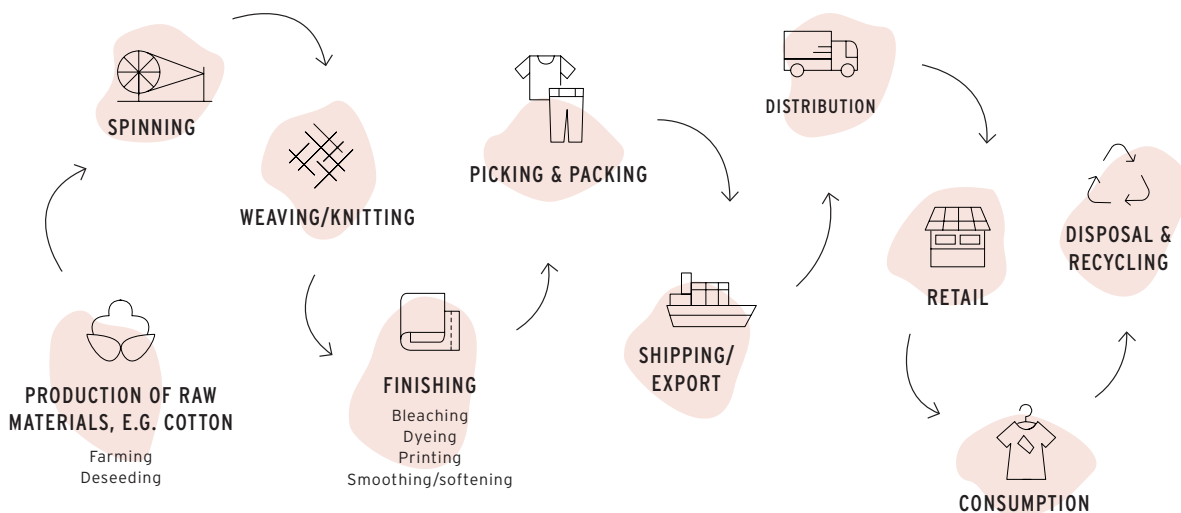 PRODUCTION OF RAW
MATERIALS, E.G. COTTON
Farming
Deseeding
SPINNING
WEAVING/KNITTING
FINISHING
Bleaching
Dyeing
Printing
Smoothing/softening
PICKING & PACKING
SHIPPING/
EXPORT
DISTRIBUTION
RETAIL
CONSUMPTION
DISPOSAL &
RECYCLING